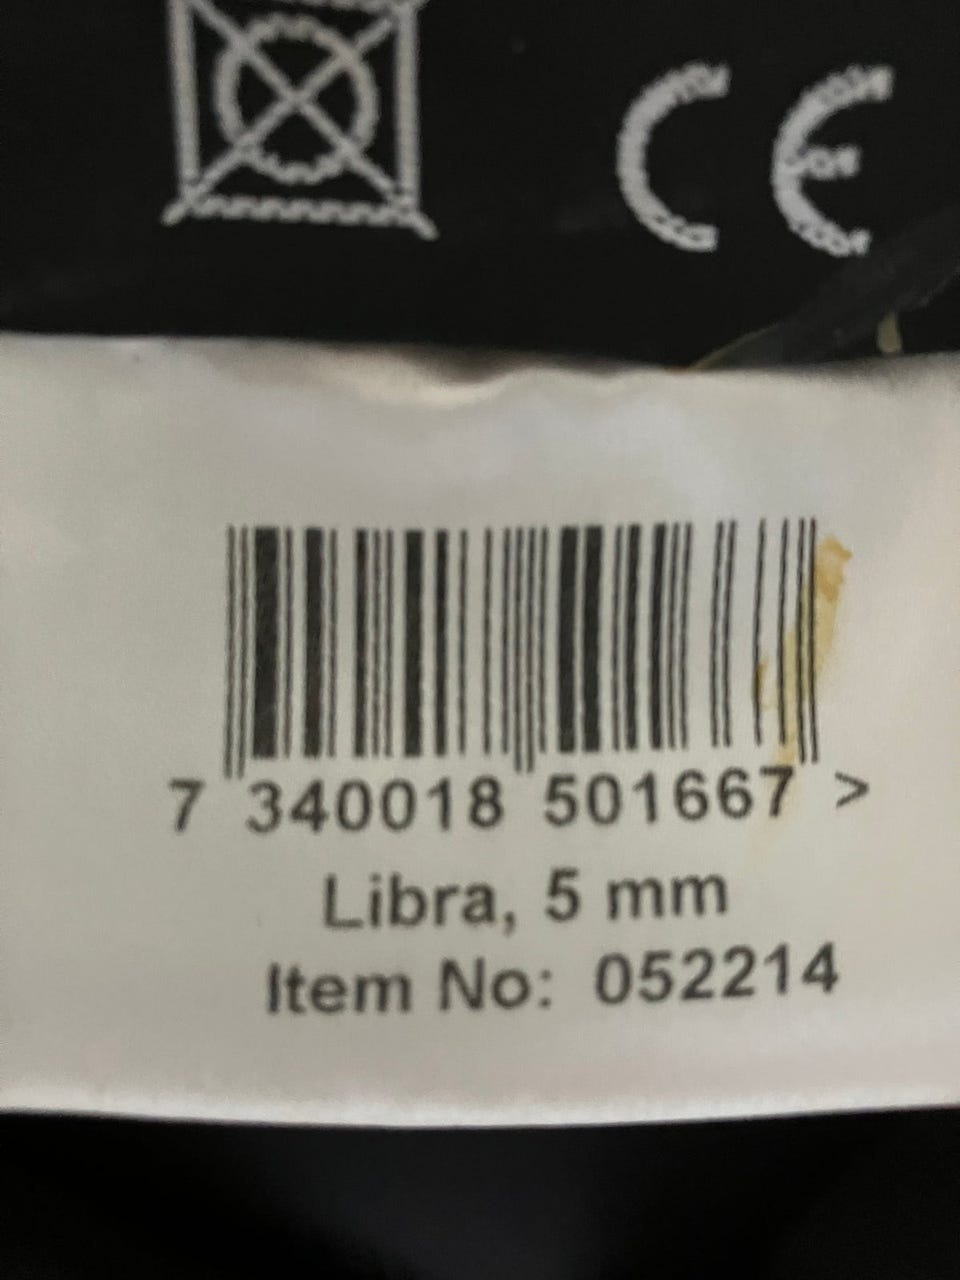 CE
7 340018 501667 >
Libra, 5 mm
Item No: 052214